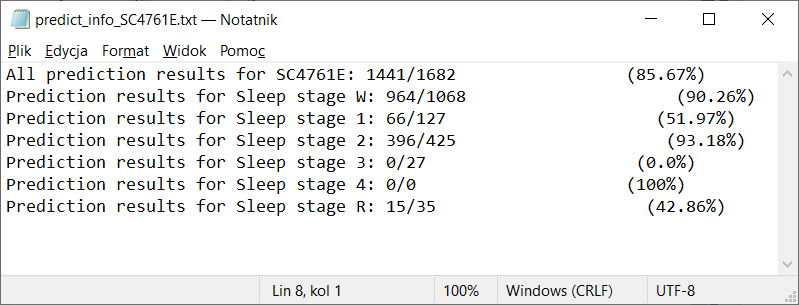 predict_info_SC4761E.txt — Notatnik
Plik Edycja Format Widok Pomoc
All prediction results for SC4761E: 1441/1682 (85.67%)
Prediction results for Sleep stage W: 964/1068 (90.26%)
Prediction results for Sleep stage 1: 66/127 (51.97%)
Prediction results for Sleep stage 2: 396/425 (93.18%)
Prediction results for Sleep stage 3: 0/27 (0.0%)
Prediction results for Sleep stage 4: 0/0 (100%)
Prediction results for Sleep stage R: 15/35 (42.86%)
Lin 8, kol 1 100% Windows (CRLF) UTF-8